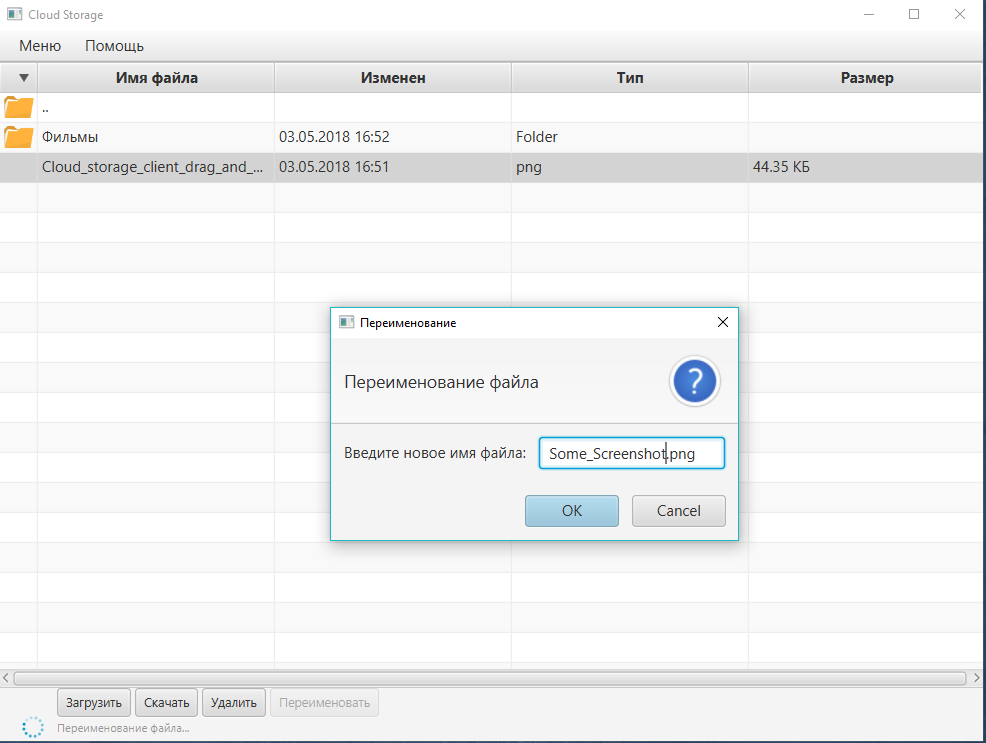 Cloud Storage
Меню Помощь
Имя файла Изменен Тип Размер
..
Фильмы 03.05.2018 16:52 Folder
Cloud_storage_client_drag_and_... 03.05.2018 16:51 png 44.35 КБ
Переименование
Переименование файла
?
Введите новое имя файла: Some_Screenshot.png
OK Cancel
Загрузить Скачать Удалить Переименовать
Переименование файла...